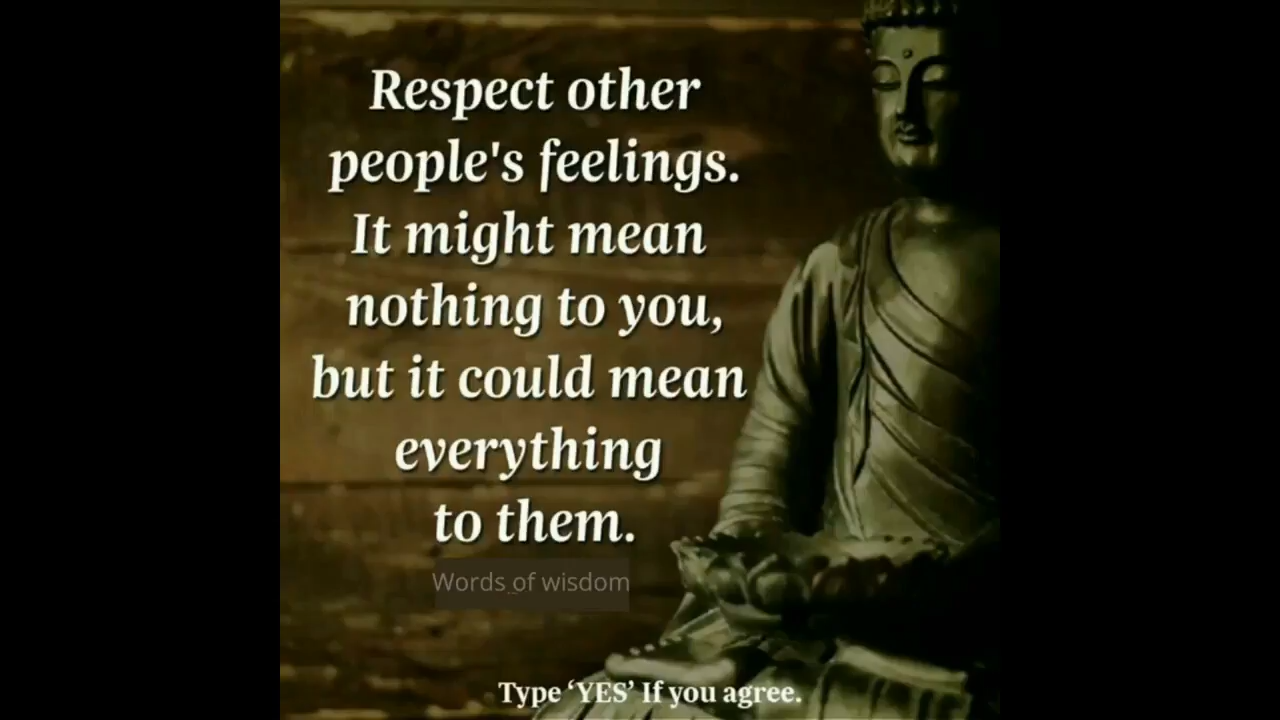 Respect other
people's feelings.
It might mean
nothing to you,
but it could mean
everything
to them.
Words of wisdom
Type ‘YES’ If you agree.